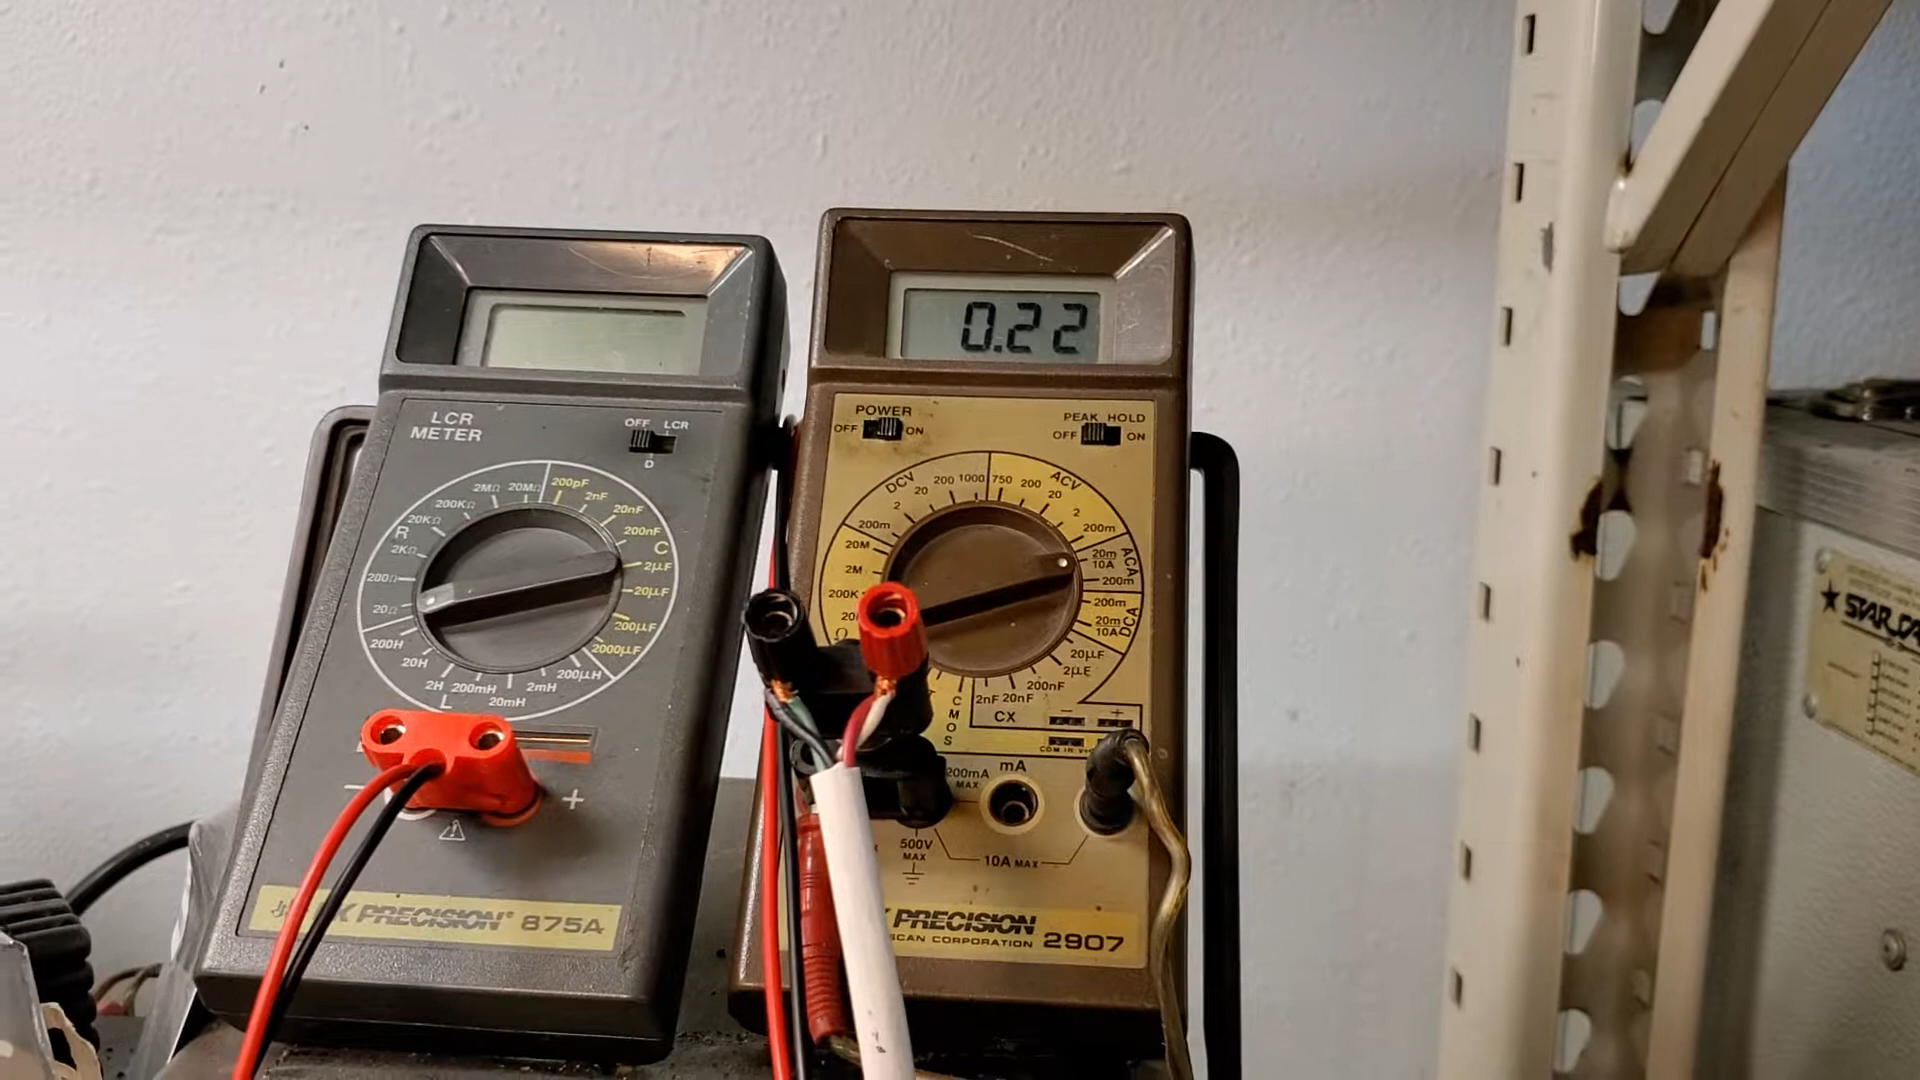 LCR
METER
OFF LCR
D
2MΩ 20MΩ 200pF
200KΩ 2nF
20KΩ 20nF
R 200nF
2KΩ C
200Ω 2µF
20Ω 20µF
200H 200µF
20H 2000µF
2H 200mH 20mH 2mH 200µH
L
− +
PRECISION® 875A
0.22
POWER
OFF ON
PEAK HOLD
OFF ON
DCV ACV
200 1000 750 200
20 20
2 2
200m 200m
20M 20m
10A
ACA
2M 200m
200K 200m
20m
10A
DCA
Ω
20µF
2µF
200nF
2nF 20nF
CX
− +
CMOS
200mA
MAX
mA
500V
MAX
10A MAX
PRECISION
CORPORATION 2907